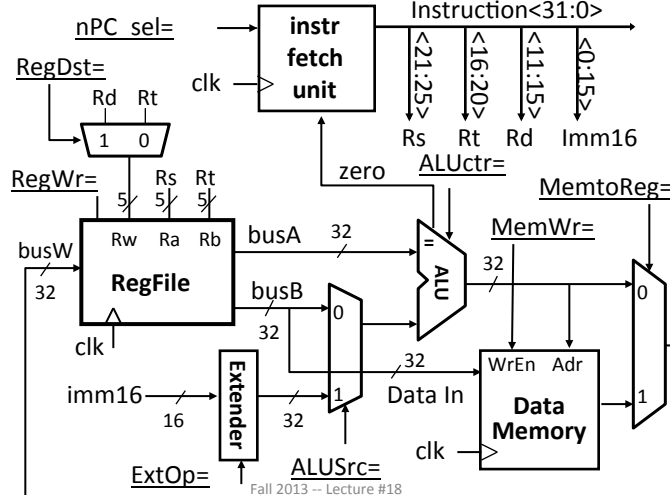 Instruction<31:0>
nPC_sel=
instr
fetch
unit
clk
<21:25>
<16:20>
<11:15>
<0:15>
Rs
Rt
Rd
Imm16
RegDst=
Rd
Rt
1
0
zero
ALUctr=
RegWr=
Rs
Rt
5
5
5
MemtoReg=
MemWr=
busW
32
Rw
Ra
Rb
RegFile
clk
busA
32
busB
32
=
ALU
32
0
1
0
1
32
Data In
WrEn
Adr
Data
Memory
clk
imm16
16
Extender
32
ExtOp=
ALUSrc=
Fall 2013 -- Lecture #18